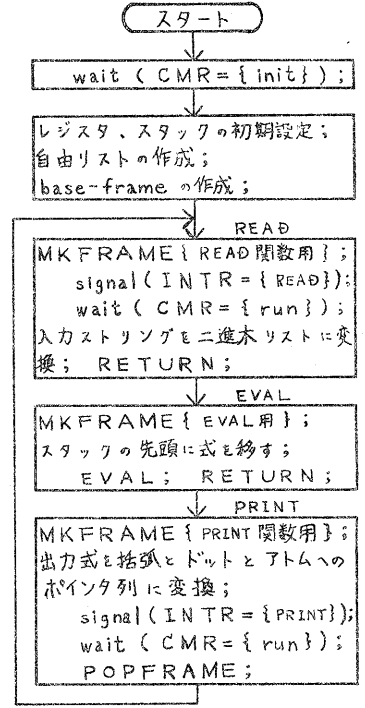 スタート
wait ( CMR={init} ) ;
レジスタ、スタックの初期設定;
自由リストの作成;
base-frame の作成;
READ
MKFRAME{ READ関数用 } ;
signal( INTR={READ});
wait ( CMR={run} );
入力ストリングを二進木リストに変
換; RETURN;
EVAL
MKFRAME{ EVAL用 } ;
スタックの先頭に式を移す;
EVAL; RETURN;
PRINT
MKFRAME{ PRINT関数用 } ;
出力式を括弧とドットとアトムへの
ポインタ列に変換;
signal( INTR={PRINT});
wait ( CMR={run} );
POPFRAME;